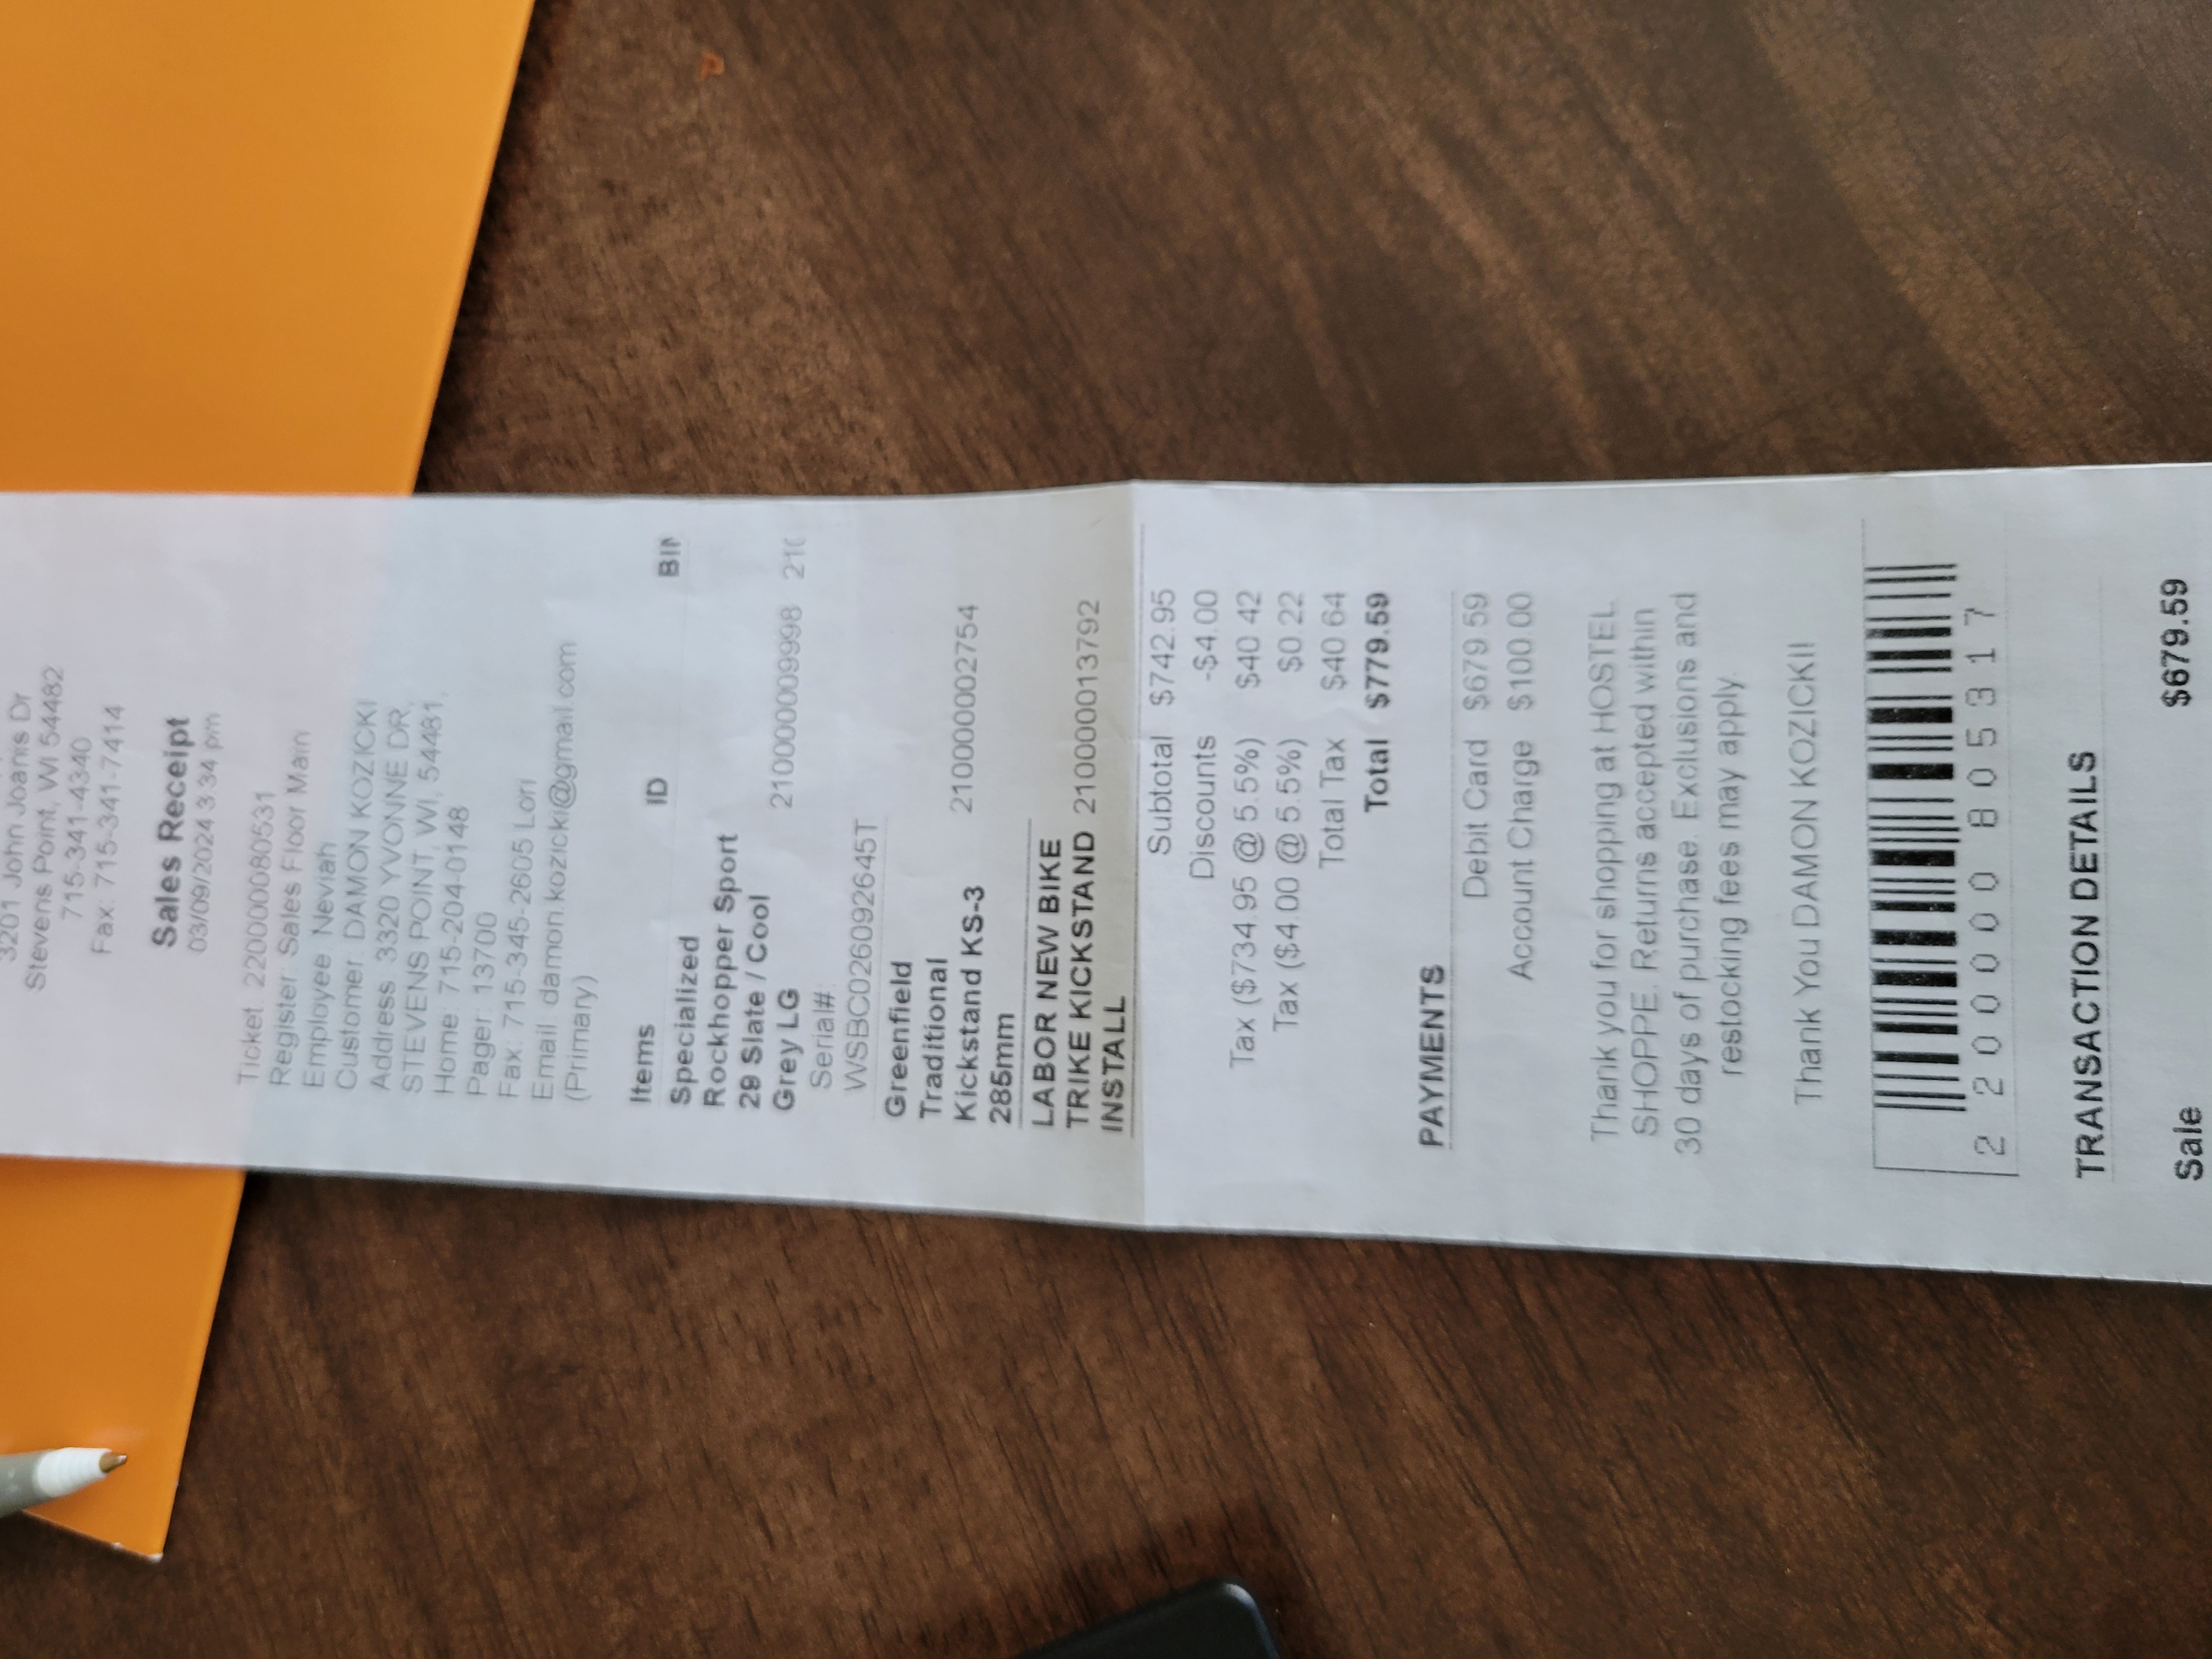 3201 John Joanis Dr
Stevens Point, WI 54482
715-341-4340
Fax: 715-341-7414
Sales Receipt
03/09/2024 3:34 pm
Ticket: 220000080531
Register: Sales Floor Main
Employee: Neviah
Customer: DAMON KOZICKI
Address: 3320 YVONNE DR,
STEVENS POINT, WI, 54481,
Home: 715-204-0148
Pager: 13700
Fax: 715-345-2605 Lori
Email: damon.kozicki@gmail.com
(Primary)
Items ID BIN
Specialized
Rockhopper Sport
29 Slate / Cool
Grey LG 210000009998 210
Serial#:
WSBC026092645T
Greenfield
Traditional
Kickstand KS-3 210000002754
285mm
LABOR NEW BIKE
TRIKE KICKSTAND 210000013792
INSTALL
Subtotal $742.95
Discounts -$4.00
Tax ($734.95 @ 5.5%) $40.42
Tax ($4.00 @ 5.5%) $0.22
Total Tax $40.64
Total $779.59
PAYMENTS
Debit Card $679.59
Account Charge $100.00
Thank you for shopping at HOSTEL
SHOPPE. Returns accepted within
30 days of purchase. Exclusions and
restocking fees may apply.
Thank You DAMON KOZICKI!
2 200000 805317
TRANSACTION DETAILS
Sale $679.59